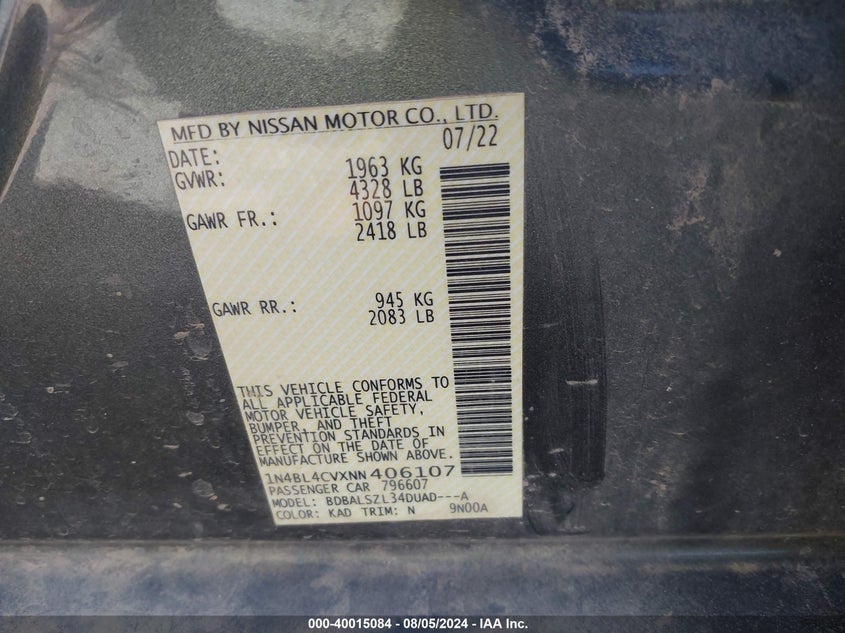 MFD BY NISSAN MOTOR CO., LTD.
DATE: 07/22
GVWR: 1963 KG
4328 LB
GAWR FR.: 1097 KG
2418 LB
GAWR RR.: 945 KG
2083 LB
THIS VEHICLE CONFORMS TO
ALL APPLICABLE FEDERAL
MOTOR VEHICLE SAFETY,
BUMPER, AND THEFT
PREVENTION STANDARDS IN
EFFECT ON THE DATE OF
MANUFACTURE SHOWN ABOVE.
1N4BL4CVXNN406107
PASSENGER CAR 796607
MODEL: BDBALSZL34DUAD---A
COLOR: KAD TRIM: N 9N00A
000-40015084 - 08/05/2024 - IAA Inc.